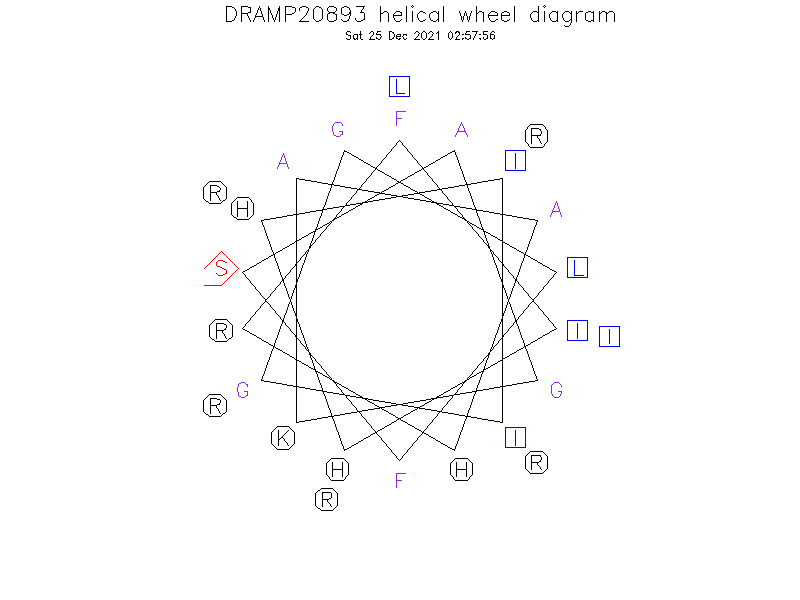 DRAMP20893 helical wheel diagram
Sat 25 Dec 2021 02:57:56
L
G F A
R
A I
R H A
S L
R I I
G G
R
K I
H H R
F
R